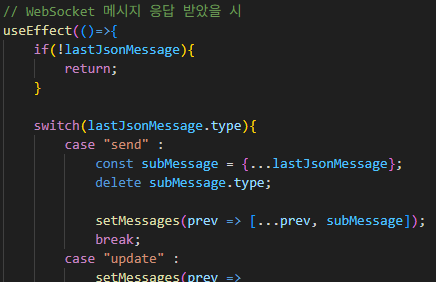 // WebSocket 메시지 응답 받았을 시
useEffect(()=>{
    if(!lastJsonMessage){
        return;
    }

    switch(lastJsonMessage.type){
        case "send" :
            const subMessage = {...lastJsonMessage};
            delete subMessage.type;

            setMessages(prev => [...prev, subMessage]);
            break;
        case "update" :
            setMessages(prev =>